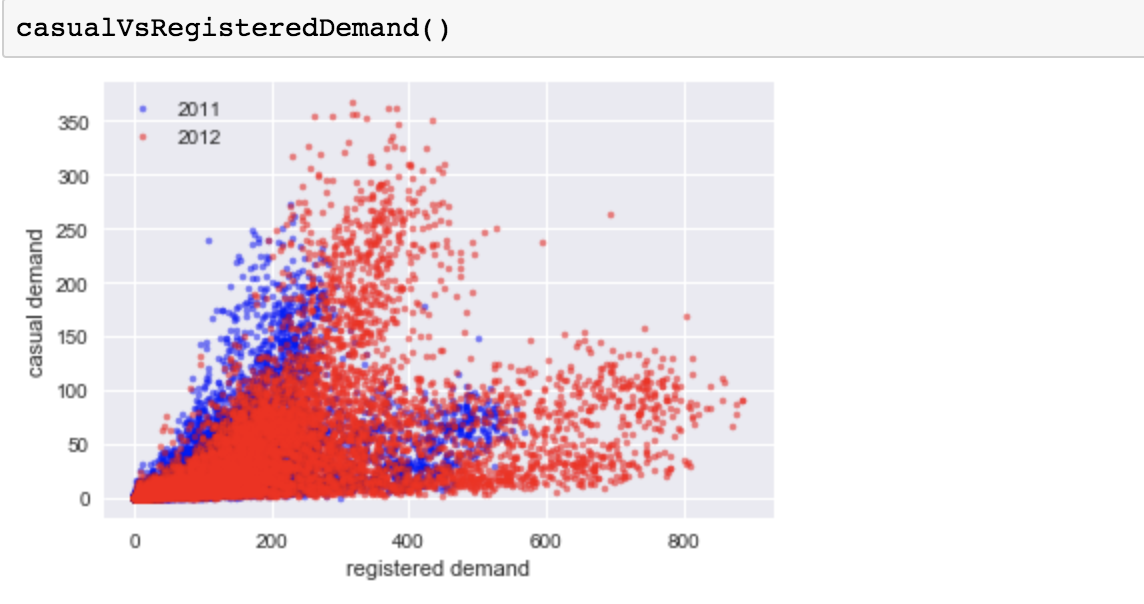 casualVsRegisteredDemand()
2011
2012
350
300
250
200
150
100
50
0
casual demand
0 200 400 600 800
registered demand